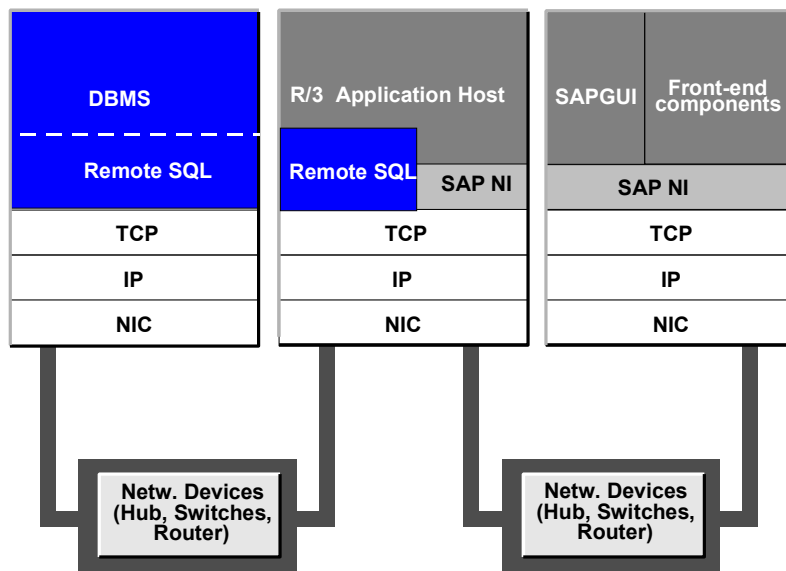 DBMS
Remote SQL
TCP
IP
NIC
R/3 Application Host
Remote SQL
SAP NI
TCP
IP
NIC
SAPGUI
Front-end
components
SAP NI
TCP
IP
NIC
Netw. Devices
(Hub, Switches,
Router)
Netw. Devices
(Hub, Switches,
Router)